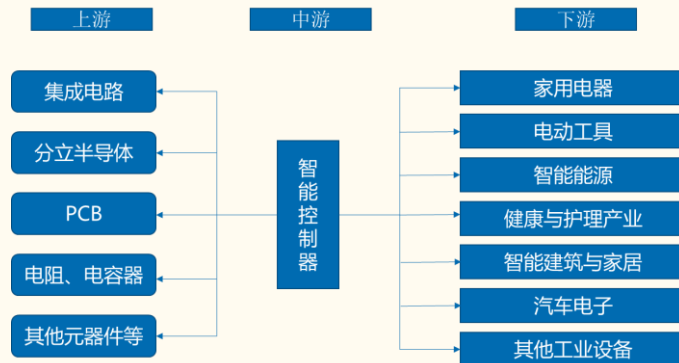 上游
中游
下游
集成电路
分立半导体
PCB
电阻、电容器
其他元器件等
智能控制器
家用电器
电动工具
智能能源
健康与护理产业
智能建筑与家居
汽车电子
其他工业设备